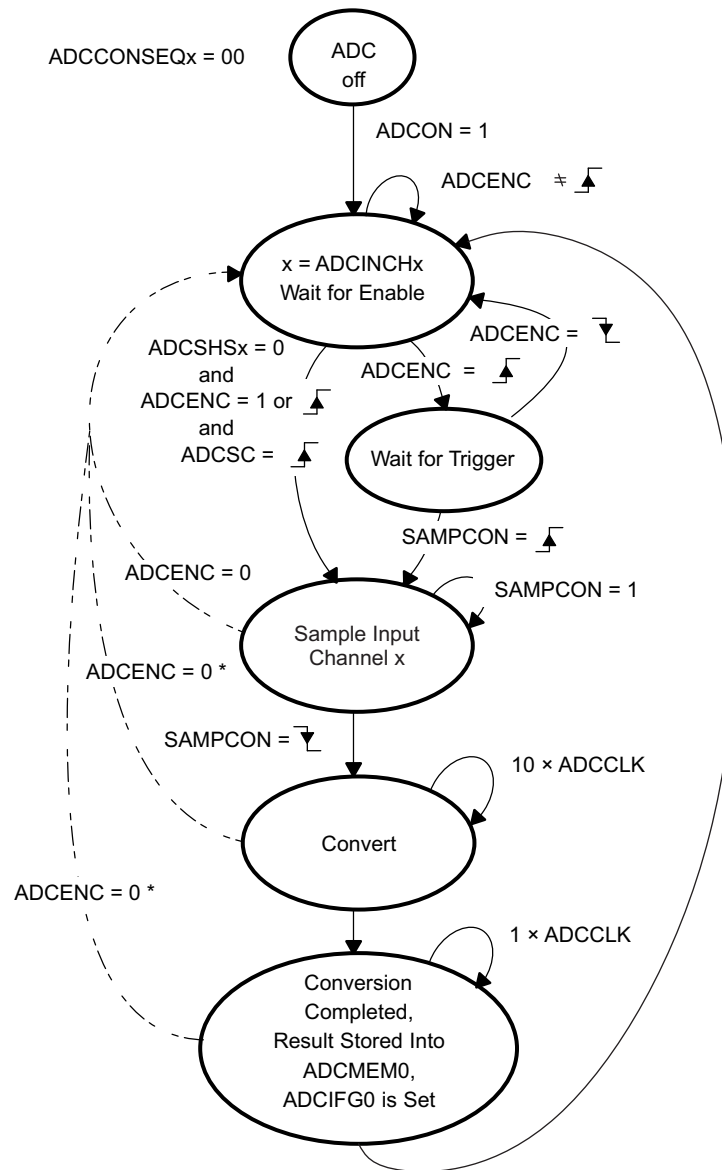 ADCCONSEQx = 00
ADC
off
ADCON = 1
ADCENC ≠
x = ADCINCHx
Wait for Enable
ADCENC =
ADCSHSx = 0
and
ADCENC = 1 or
and
ADCSC =
ADCENC =
Wait for Trigger
SAMPCON =
ADCENC = 0
SAMPCON = 1
Sample Input
Channel x
ADCENC = 0 *
SAMPCON =
10 × ADCCLK
Convert
ADCENC = 0 *
1 × ADCCLK
Conversion
Completed,
Result Stored Into
ADCMEM0,
ADCIFG0 is Set